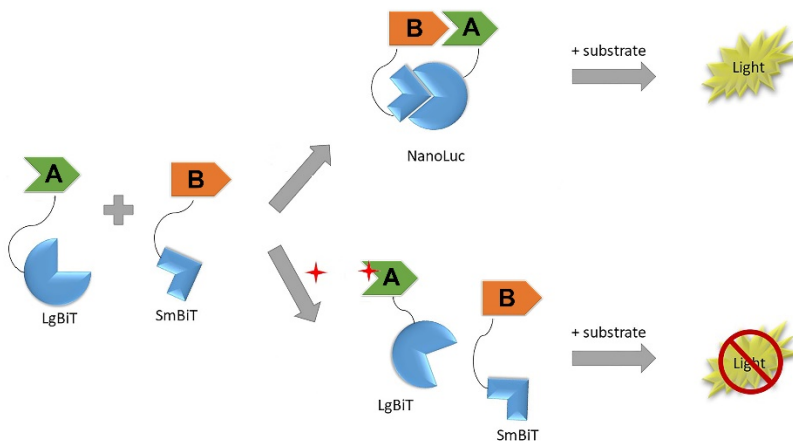 B
A
+ substrate
Light
NanoLuc
A
B
LgBiT
SmBiT
A
B
+ substrate
Light
LgBiT
SmBiT